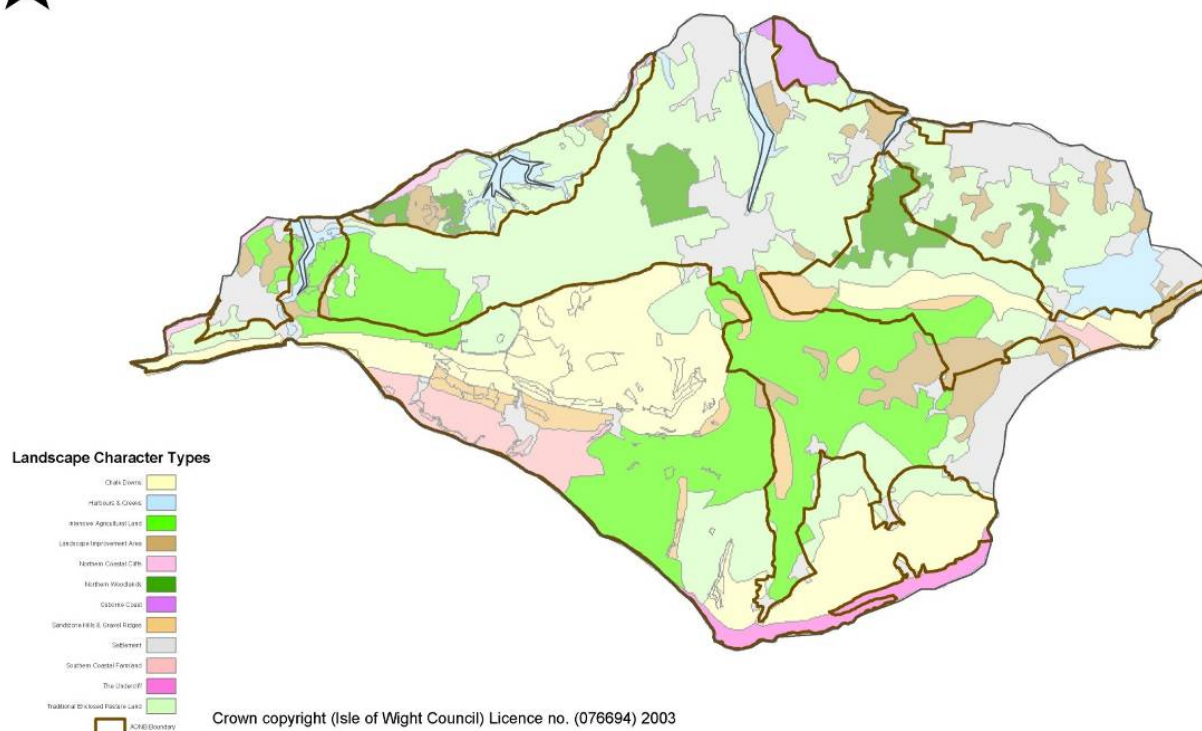 Landscape Character Types
Chalk Downs
Harbours & Creeks
Intensive Agricultural Land
Landscape Improvement Area
Northern Coastal Cliffs
Northern Woodlands
Osborne Coast
Sandstone Hills & Gravel Ridges
Settlement
Southern Coastal Farmland
The Undercliff
Traditional Enclosed Pasture Land
AONB Boundary
Crown copyright (Isle of Wight Council) Licence no. (076694) 2003